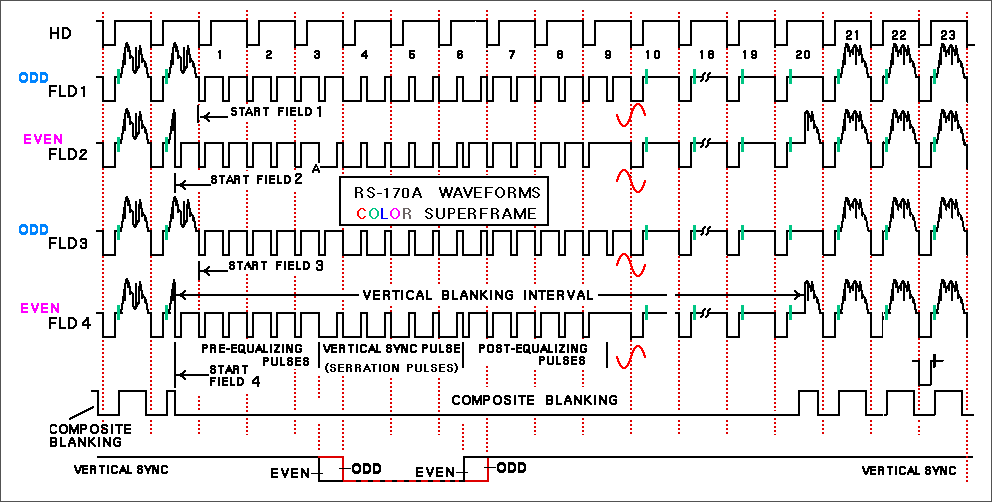 HD
1 2 3 4 5 6 7 8 9 10 18 19 20 21 22 23
ODD
FLD1
START FIELD 1
EVEN
FLD2
A
START FIELD 2
RS-170A WAVEFORMS
COLOR SUPERFRAME
ODD
FLD3
START FIELD 3
EVEN
FLD 4
VERTICAL BLANKING INTERVAL
PRE-EQUALIZING
PULSES
VERTICAL SYNC PULSE
(SERRATION PULSES)
POST-EQUALIZING
PULSES
START
FIELD 4
COMPOSITE BLANKING
COMPOSITE
BLANKING
VERTICAL SYNC
EVEN
ODD
EVEN
ODD
VERTICAL SYNC